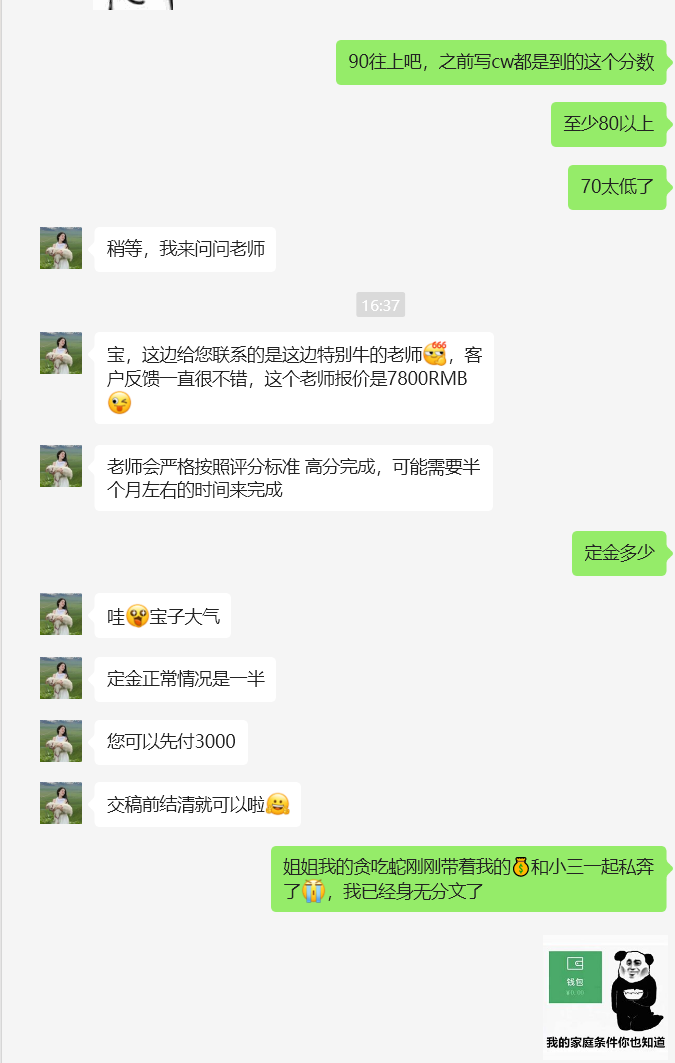 90往上吧，之前写cw都是到的这个分数
至少80以上
70太低了
稍等，我来问问老师
16:37
宝，这边给您联系的是这边特别牛的老师，客
户反馈一直很不错，这个老师报价是7800RMB
老师会严格按照评分标准 高分完成，可能需要半
个月左右的时间来完成
定金多少
哇宝子大气
定金正常情况是一半
您可以先付3000
交稿前结清就可以啦
姐姐我的贪吃蛇刚刚带着我的和小三一起私奔
了，我已经身无分文了
钱包
我的家庭条件你也知道